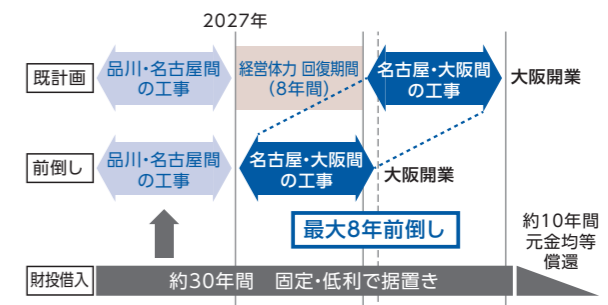 2027年
既計画
品川・名古屋間
の工事
経営体力 回復期間
(8年間)
名古屋・大阪間
の工事
大阪開業
前倒し
品川・名古屋間
の工事
名古屋・大阪間
の工事
大阪開業
最大8年前倒し
約10年間
元金均等
償還
財投借入
約30年間 固定・低利で据置き